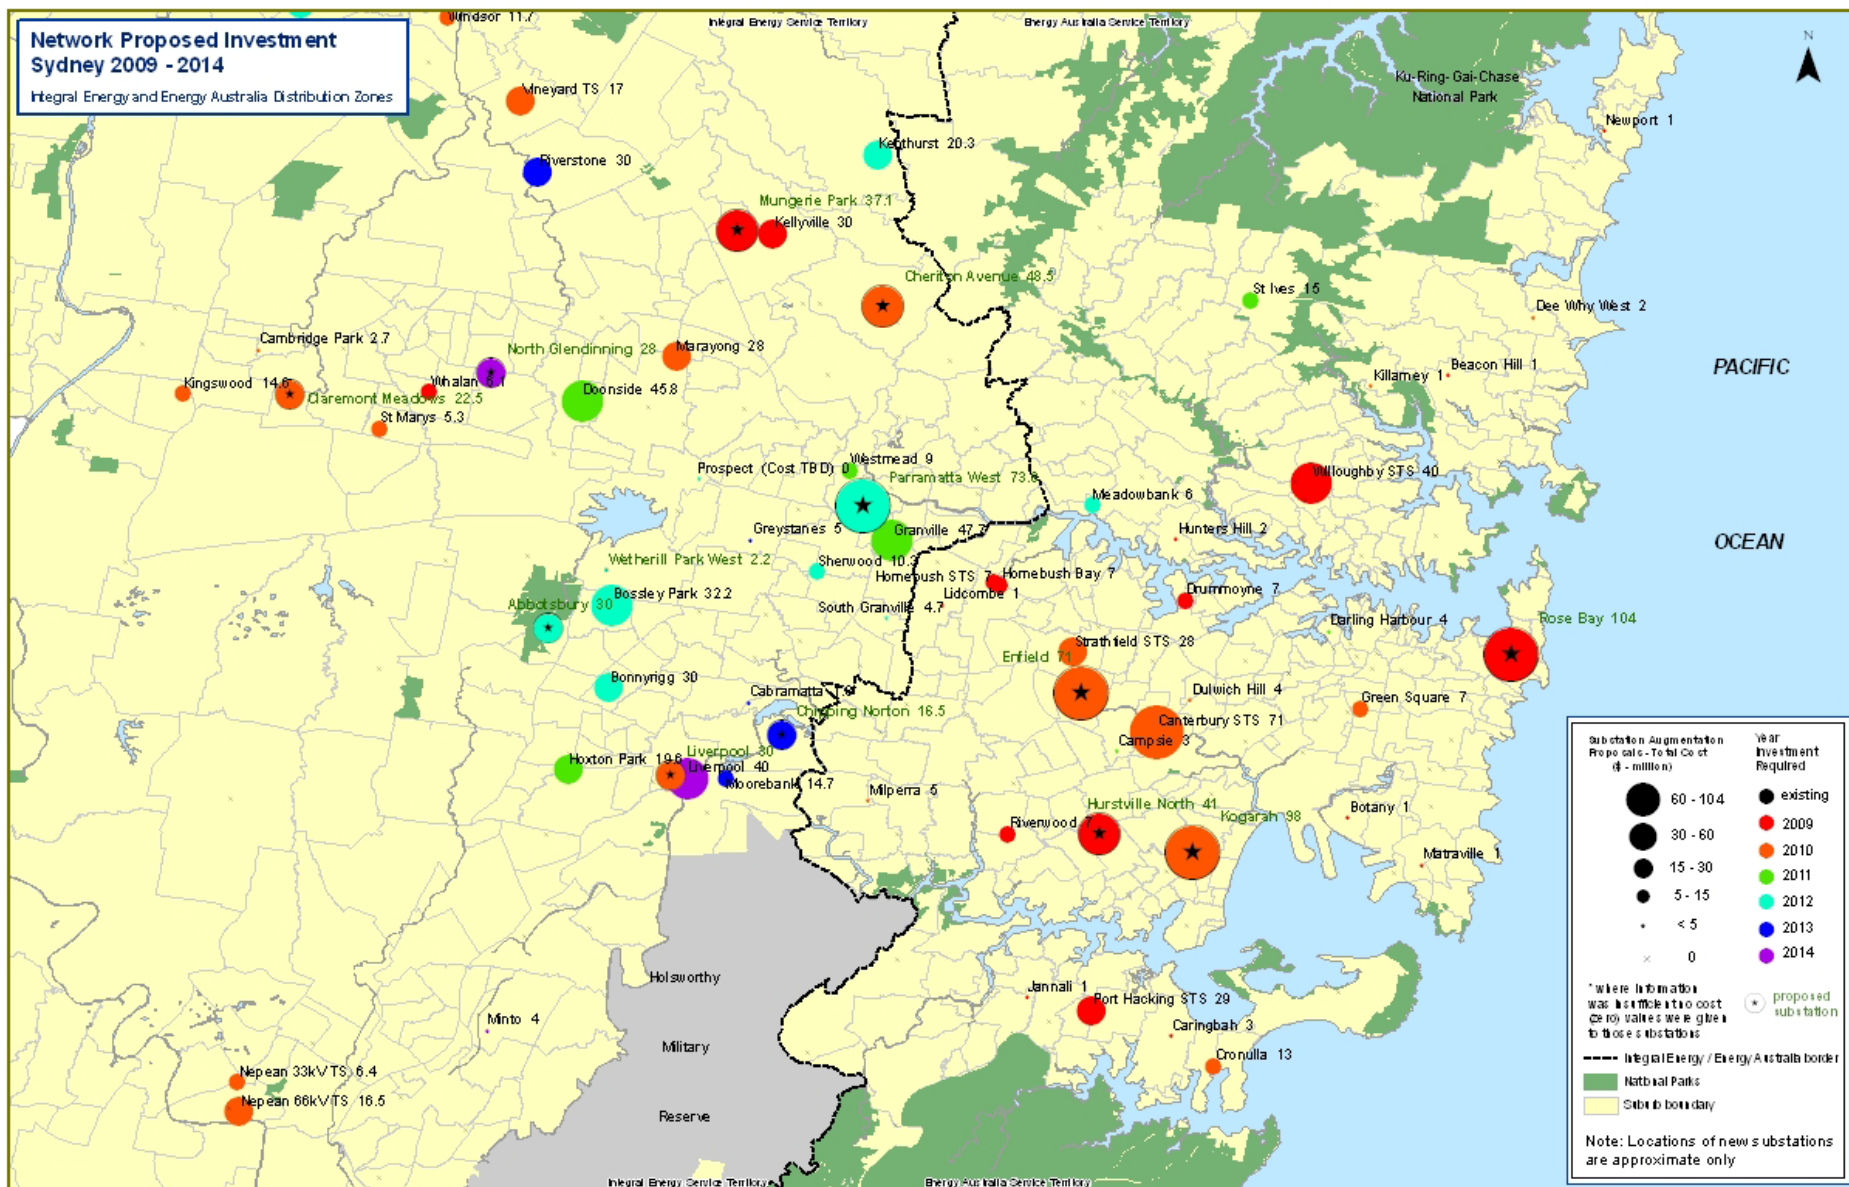 Integral Energy Service Territory
Energy Australia Service Territory
Network Proposed Investment
Sydney 2009 - 2014
Integral Energy and Energy Australia Distribution Zones
Windsor 11.7
N
Ku-Ring-Gai-Chase
National Park
Vineyard TS 17
Newport 1
Kenthurst 20.3
Riverstone 30
Mungerie Park 37.1
Kellyville 30
Cheriton Avenue 48.5
St Ives 15
Dee Why West 2
Cambridge Park 2.7
North Glendinning 28
Marayong 28
PACIFIC
Beacon Hill 1
Killarney 1
Kingswood 14.6
Whalan 6.1
Doonside 45.8
Claremont Meadows 22.5
St Marys 5.3
Westmead 9
Prospect (Cost TBD) 0
Parramatta West 73.8
Willoughby STS 40
Meadowbank 6
Greystanes 5
Granville 47.7
Hunters Hill 2
OCEAN
Wetherill Park West 2.2
Sherwood 10.3
Homebush STS 7
Homebush Bay 7
Drummoyne 7
Bossley Park 32.2
Lidcombe 1
Abbotsbury 30
South Granville 4.7
Darling Harbour 4
Rose Bay 104
Strathfield STS 28
Enfield 71
Bonnyrigg 30
Cabramatta
Dulwich Hill 4
Green Square 7
Chipping Norton 16.5
Canterbury STS 71
Campsie 3
Liverpool 30
Hoxton Park 19.6
Liverpool 40
Moorebank 14.7
Milperra 5
Hurstville North 41
Botany 1
Kogarah 98
Riverwood 7
Matraville 1
Holsworthy
Military
Reserve
Jannali 1
Port Hacking STS 29
Minto 4
Caringbah 3
Cronulla 13
Nepean 33kV TS 6.4
Nepean 66kV TS 16.5
Integral Energy Service Territory
Energy Australia Service Territory
Substation Augmentation
Proposals - Total Cost
($ - million)
60 - 104
30 - 60
15 - 30
5 - 15
< 5
0
Year
Investment
Required
existing
2009
2010
2011
2012
2013
2014
* where information
was insufficient no cost
(zero) values were given
to those substations
proposed
substation
Integral Energy / Energy Australia border
National Parks
Suburb boundary
Note: Locations of new substations
are approximate only